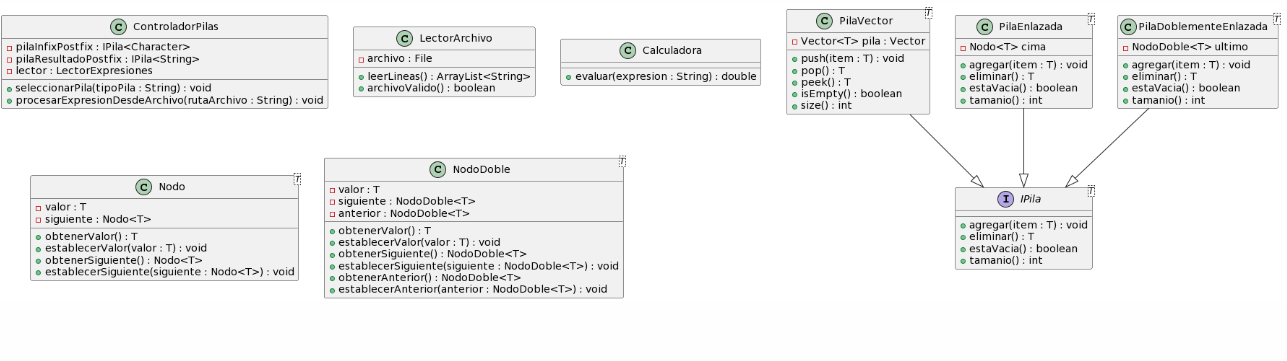 C ControladorPilas
pilaInfixPostfix : IPila<Character>
pilaResultadoPostfix : IPila<String>
lector : LectorExpresiones
seleccionarPila(tipoPila : String) : void
procesarExpresionDesdeArchivo(rutaArchivo : String) : void
C LectorArchivo
archivo : File
leerLineas() : ArrayList<String>
archivoValido() : boolean
C Calculadora
evaluar(expresion : String) : double
C PilaVector
T
Vector<T> pila : Vector
push(item : T) : void
pop() : T
peek() : T
isEmpty() : boolean
size() : int
C PilaEnlazada
T
Nodo<T> cima
agregar(item : T) : void
eliminar() : T
estaVacia() : boolean
tamanio() : int
C PilaDoblementeEnlazada
T
NodoDoble<T> ultimo
agregar(item : T) : void
eliminar() : T
estaVacia() : boolean
tamanio() : int
C Nodo
T
valor : T
siguiente : Nodo<T>
obtenerValor() : T
establecerValor(valor : T) : void
obtenerSiguiente() : Nodo<T>
establecerSiguiente(siguiente : Nodo<T>) : void
C NodoDoble
T
valor : T
siguiente : NodoDoble<T>
anterior : NodoDoble<T>
obtenerValor() : T
establecerValor(valor : T) : void
obtenerSiguiente() : NodoDoble<T>
establecerSiguiente(siguiente : NodoDoble<T>) : void
obtenerAnterior() : NodoDoble<T>
establecerAnterior(anterior : NodoDoble<T>) : void
I IPila
T
agregar(item : T) : void
eliminar() : T
estaVacia() : boolean
tamanio() : int